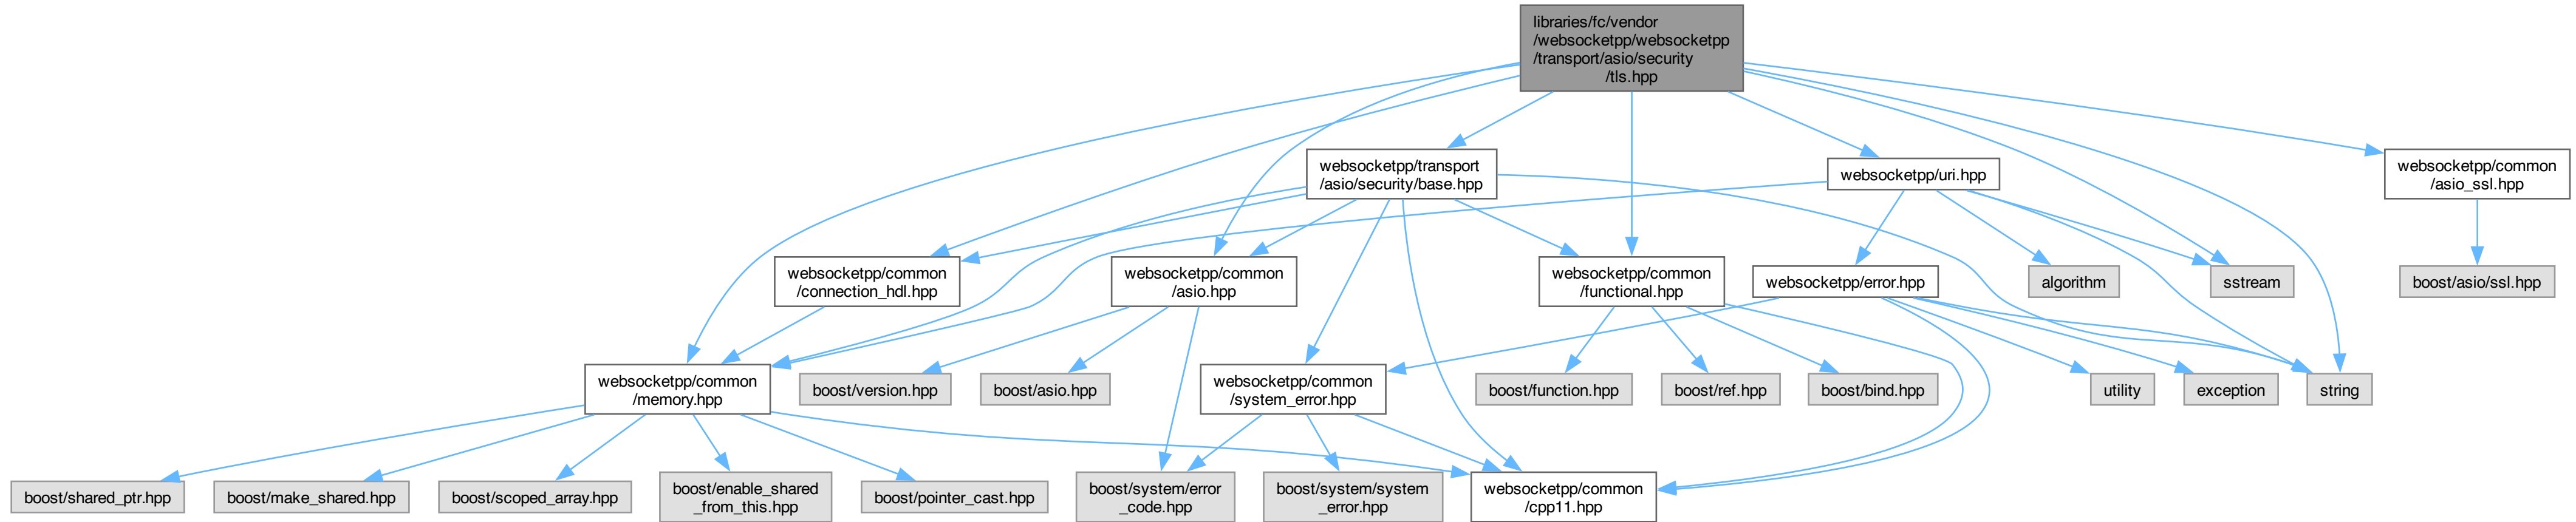 libraries/fc/vendor
/websocketpp/websocketpp
/transport/asio/security
/tls.hpp
websocketpp/transport
/asio/security/base.hpp
websocketpp/uri.hpp
websocketpp/common
/asio_ssl.hpp
websocketpp/common
/connection_hdl.hpp
websocketpp/common
/asio.hpp
websocketpp/common
/functional.hpp
websocketpp/error.hpp
algorithm
sstream
boost/asio/ssl.hpp
websocketpp/common
/memory.hpp
boost/version.hpp
boost/asio.hpp
websocketpp/common
/system_error.hpp
boost/function.hpp
boost/ref.hpp
boost/bind.hpp
utility
exception
string
boost/shared_ptr.hpp
boost/make_shared.hpp
boost/scoped_array.hpp
boost/enable_shared
_from_this.hpp
boost/pointer_cast.hpp
boost/system/error
_code.hpp
boost/system/system
_error.hpp
websocketpp/common
/cpp11.hpp